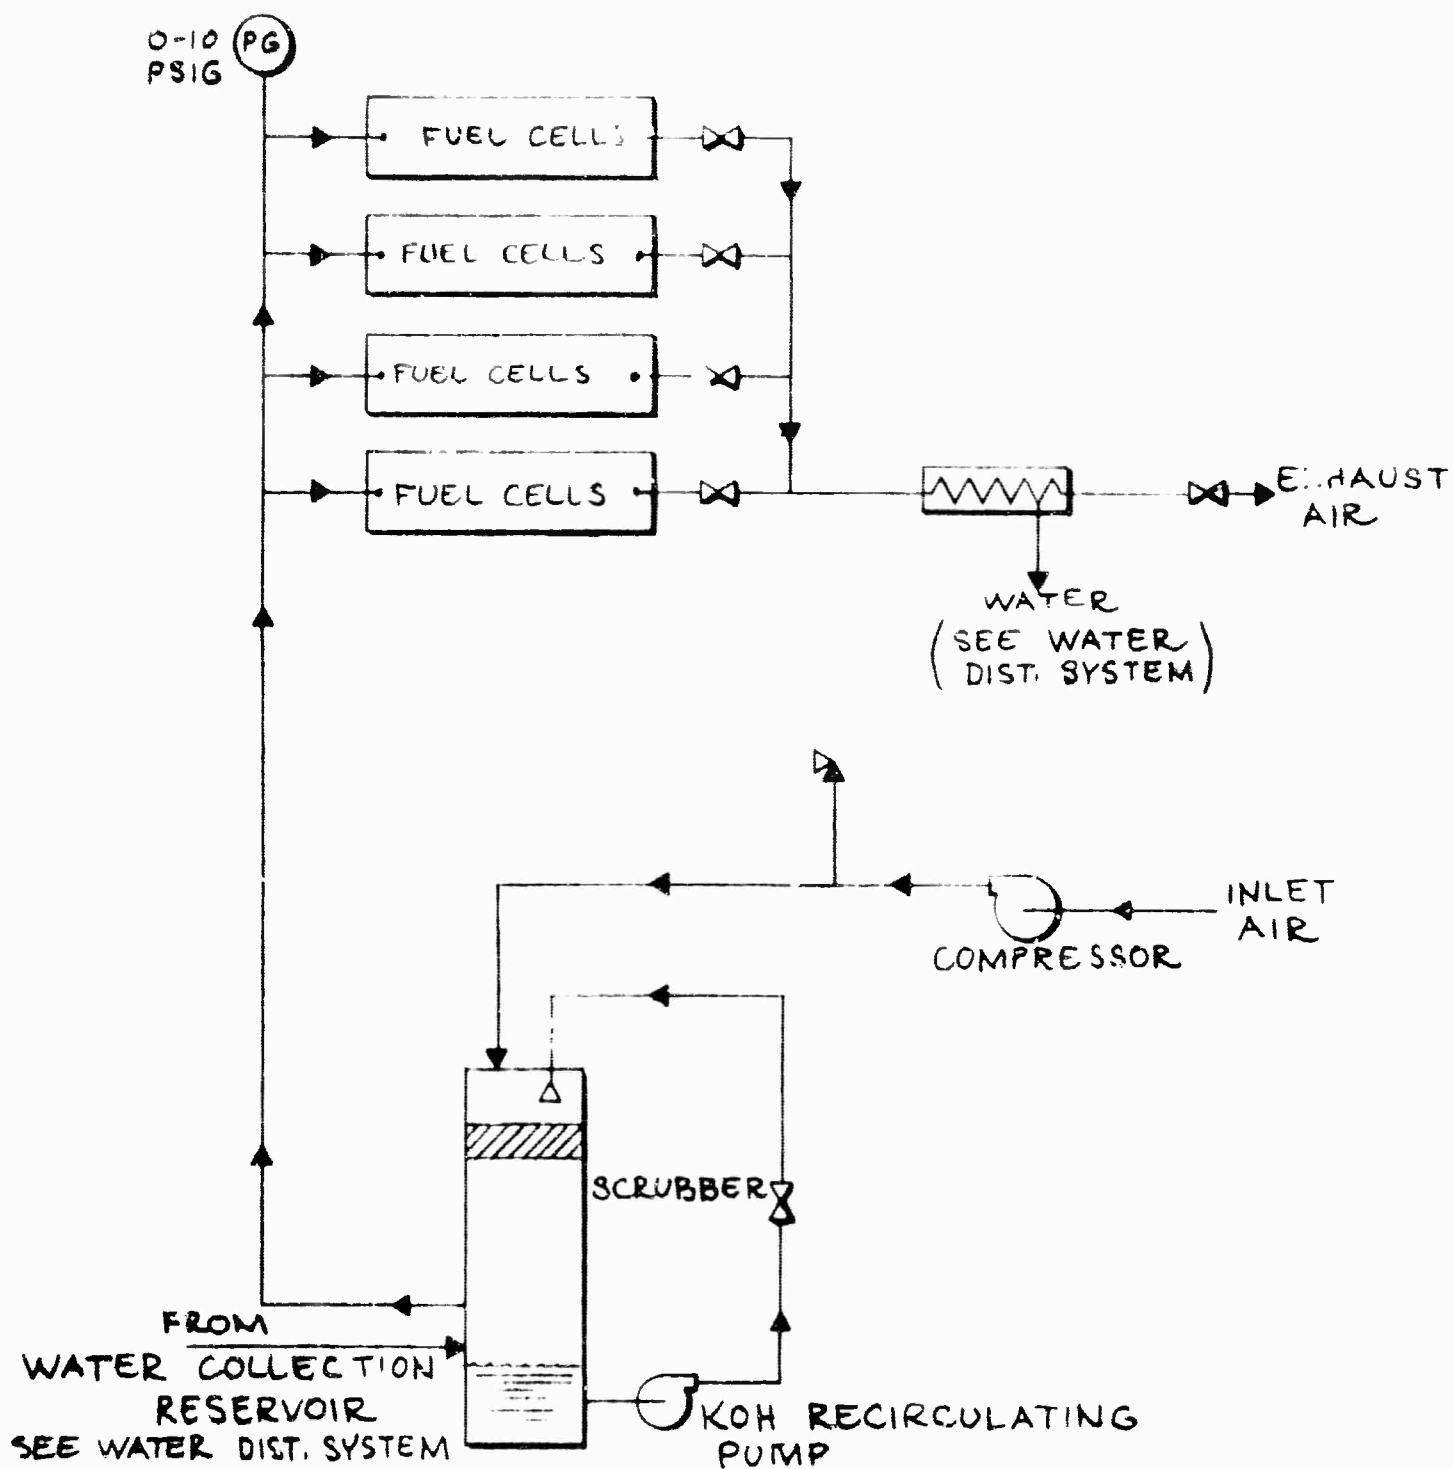 0-10
PSIG
PG
FUEL CELLS
FUEL CELLS
FUEL CELLS
FUEL CELLS
EXHAUST
AIR
WATER
(SEE WATER
DIST. SYSTEM)
INLET
AIR
COMPRESSOR
SCRUBBER
FROM
WATER COLLECTION
RESERVOIR
SEE WATER DIST. SYSTEM
KOH RECIRCULATING
PUMP